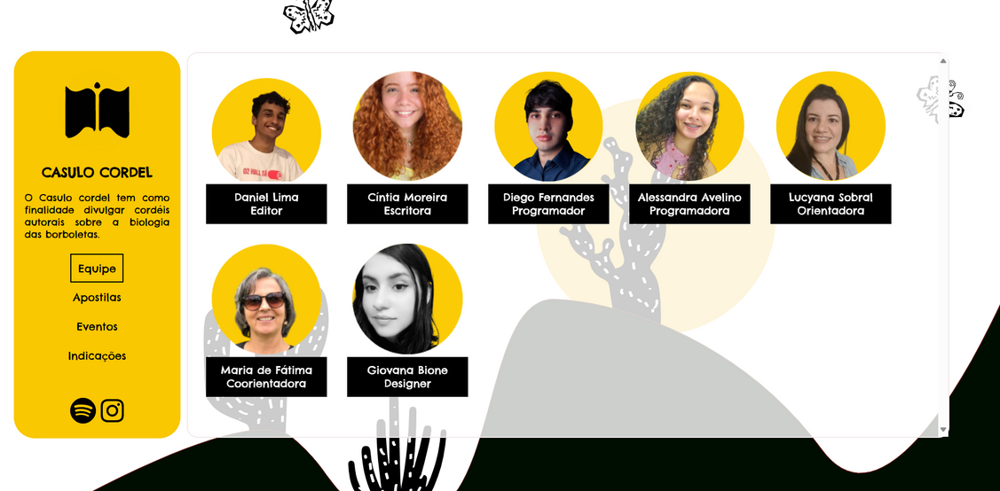 CASULO CORDEL
O Casulo cordel tem como
finalidade divulgar cordéis
autorais sobre a biologia
das borboletas.
Equipe
Apostilas
Eventos
Indicações
Daniel Lima
Editor
Cíntia Moreira
Escritora
Diego Fernandes
Programador
Alessandra Avelino
Programadora
Lucyana Sobral
Orientadora
Maria de Fátima
Coorientadora
Giovana Bione
Designer